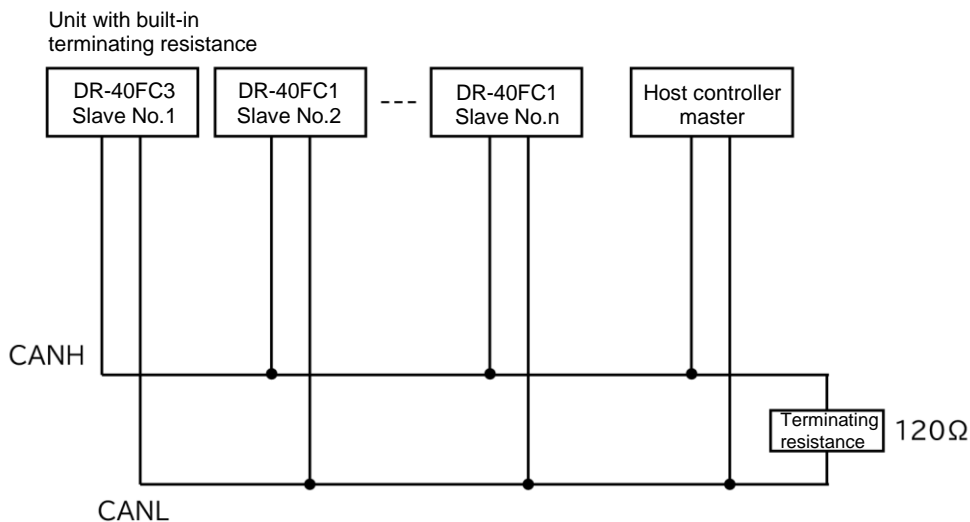 Unit with built-in
terminating resistance
DR-40FC3
Slave No.1
DR-40FC1
Slave No.2
DR-40FC1
Slave No.n
Host controller
master
CANH
Terminating
resistance
120Ω
CANL